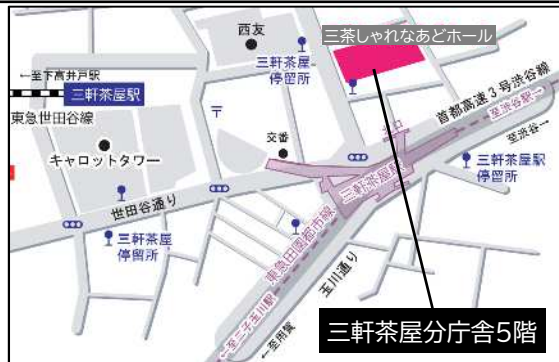 西友
三茶しゃれなあどホール
三軒茶屋
停留所
←至下高井戸駅
三軒茶屋駅
東急世田谷線
〒
交番
キャロットタワー
首都高速3号渋谷線
至渋谷駅→
至渋谷→
北口
三軒茶屋駅
三軒茶屋駅
停留所
世田谷通り
三軒茶屋
停留所
東急田園都市線
玉川通り
←至二子玉川駅
←至用賀
三軒茶屋分庁舎5階